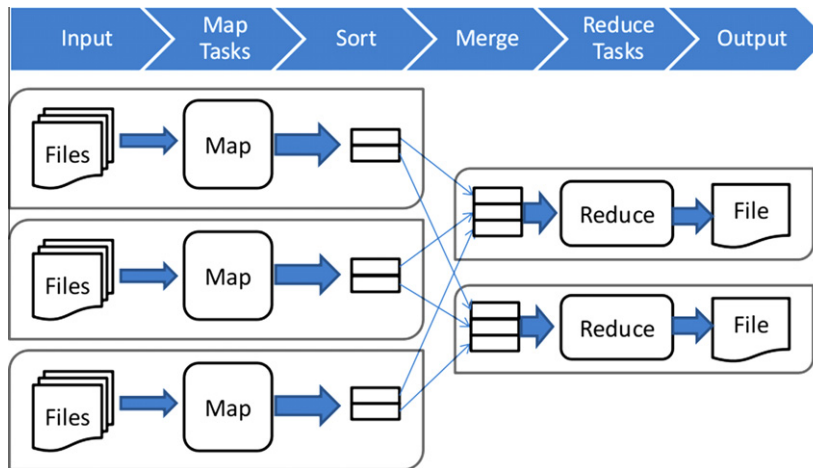 Input
Map
Tasks
Sort
Merge
Reduce
Tasks
Output
Files
Map
Files
Map
Files
Map
Reduce
File
Reduce
File